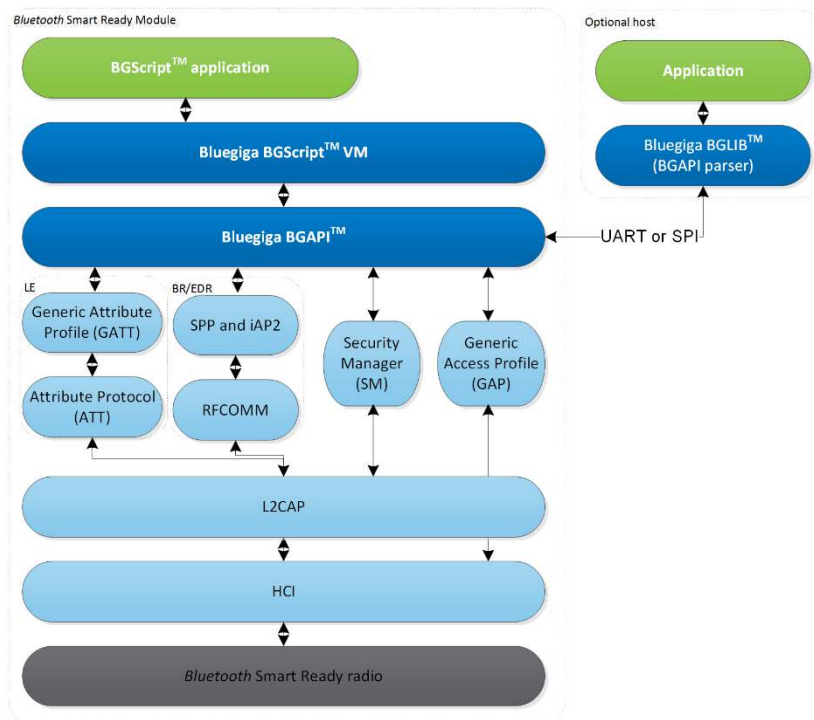 Bluetooth Smart Ready Module
Optional host
BGScript™ application
Application
Bluegiga BGScript™ VM
Bluegiga BGLIB™
(BGAPI parser)
Bluegiga BGAPI™
UART or SPI
LE
BR/EDR
Generic Attribute
Profile (GATT)
SPP and iAP2
Security
Manager
(SM)
Generic
Access Profile
(GAP)
Attribute Protocol
(ATT)
RFCOMM
L2CAP
HCI
Bluetooth Smart Ready radio